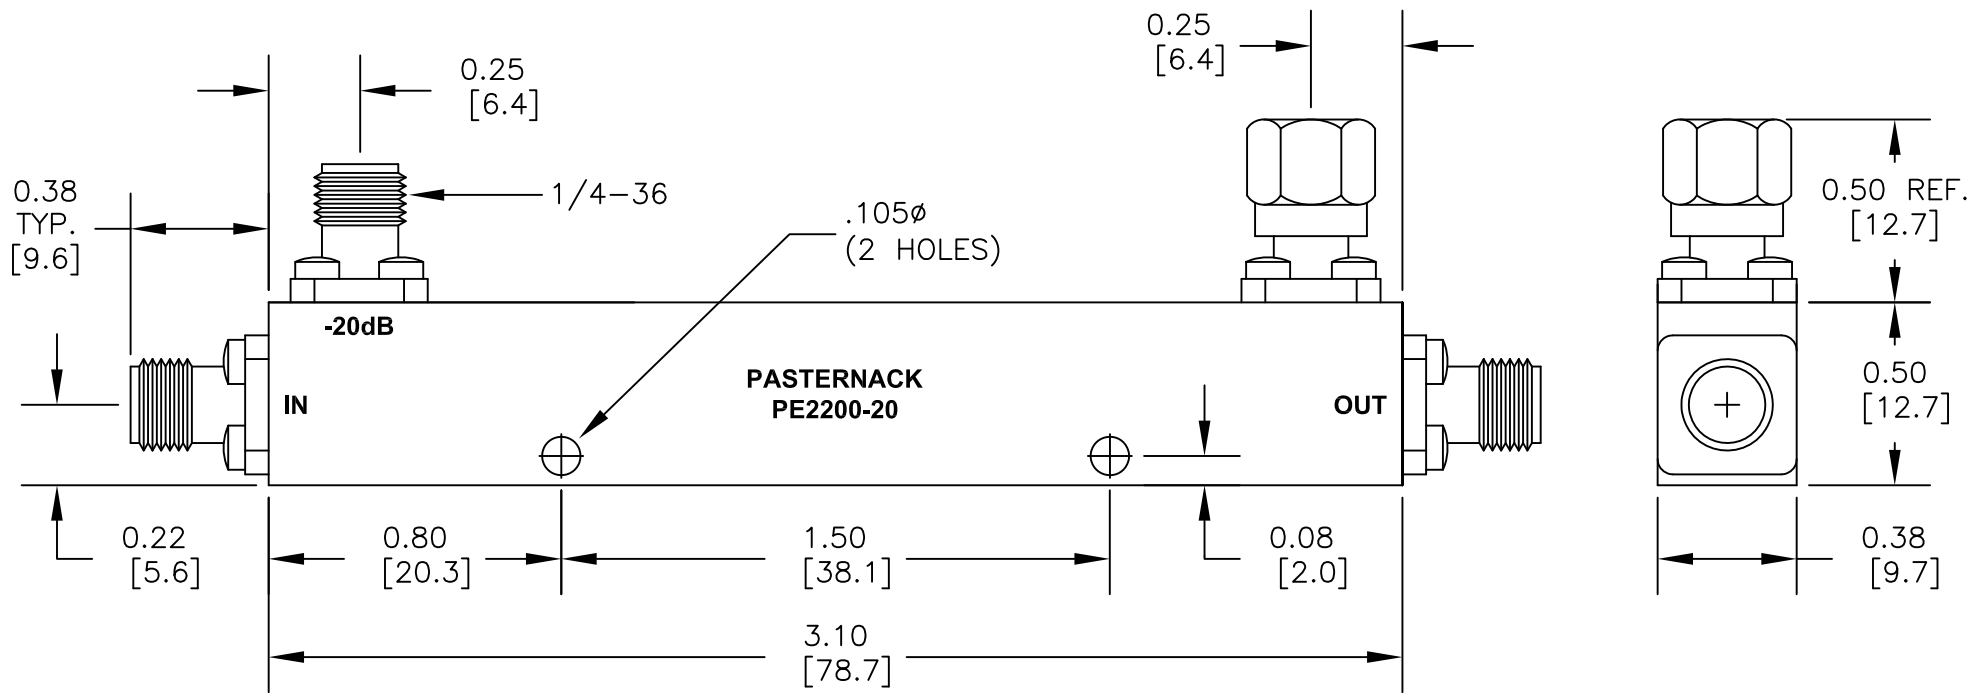 0.25
[6.4]
0.25
[6.4]
0.38
TYP.
[9.6]
1/4-36
.105ø
(2 HOLES)
0.50 REF.
[12.7]
-20dB
IN
PASTERNACK
PE2200-20
OUT
0.50
[12.7]
0.22
[5.6]
0.80
[20.3]
1.50
[38.1]
0.08
[2.0]
0.38
[9.7]
3.10
[78.7]